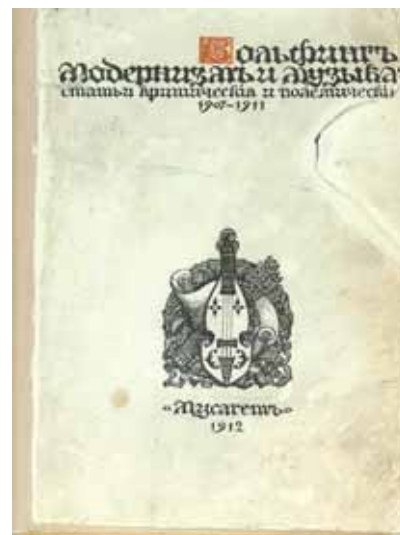 Вольфингъ
Модернизмъ и музыка
статьи критическія и полемическія
1907-1911
«Мусагетъ»
1912